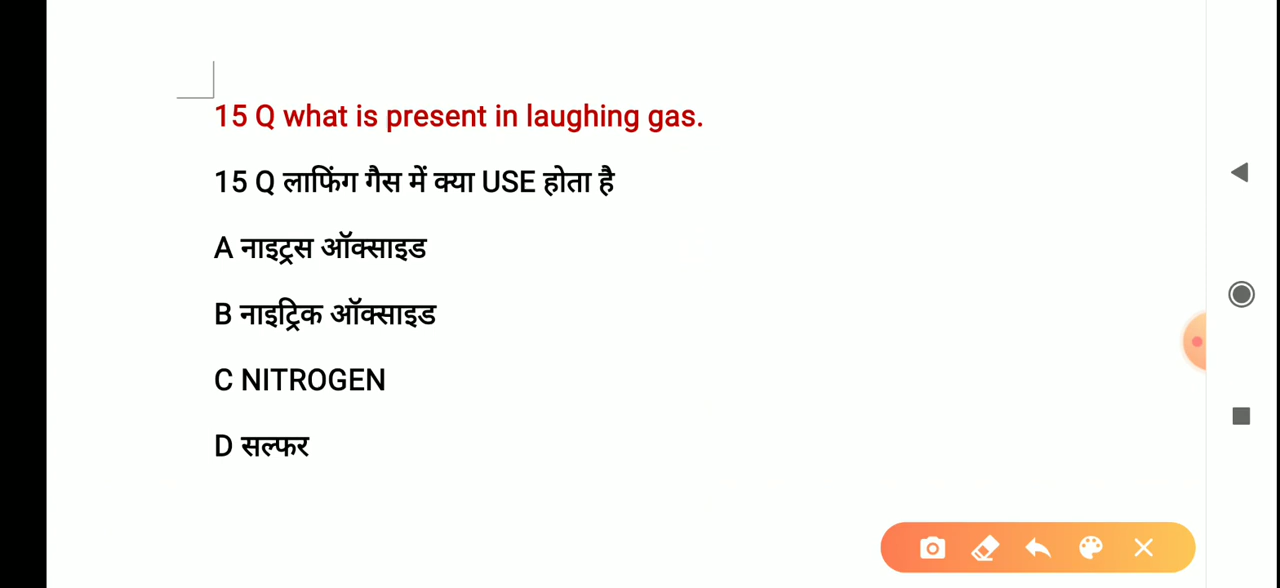 15 Q what is present in laughing gas.
15 Q लाफिंग गैस में क्या USE होता है
A नाइट्रस ऑक्साइड
B नाइट्रिक ऑक्साइड
C NITROGEN
D सल्फर